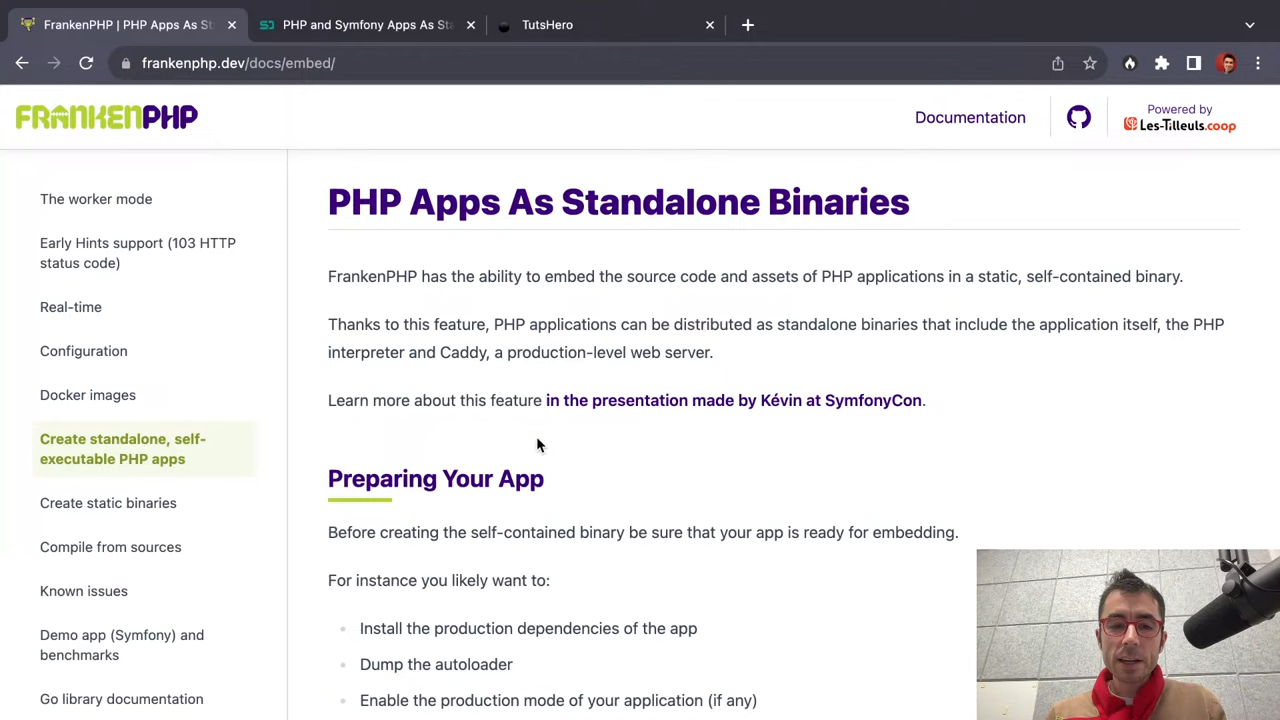 FrankenPHP | PHP Apps As St
PHP and Symfony Apps As Sta
TutsHero
frankenphp.dev/docs/embed/
FRANKENPHP
Documentation
Powered by
Les-Tilleuls.coop
The worker mode
Early Hints support (103 HTTP
status code)
Real-time
Configuration
Docker images
Create standalone, self-
executable PHP apps
Create static binaries
Compile from sources
Known issues
Demo app (Symfony) and
benchmarks
Go library documentation
PHP Apps As Standalone Binaries
FrankenPHP has the ability to embed the source code and assets of PHP applications in a static, self-contained binary.
Thanks to this feature, PHP applications can be distributed as standalone binaries that include the application itself, the PHP
interpreter and Caddy, a production-level web server.
Learn more about this feature in the presentation made by Kévin at SymfonyCon.
Preparing Your App
Before creating the self-contained binary be sure that your app is ready for embedding.
For instance you likely want to:
• Install the production dependencies of the app
• Dump the autoloader
• Enable the production mode of your application (if any)